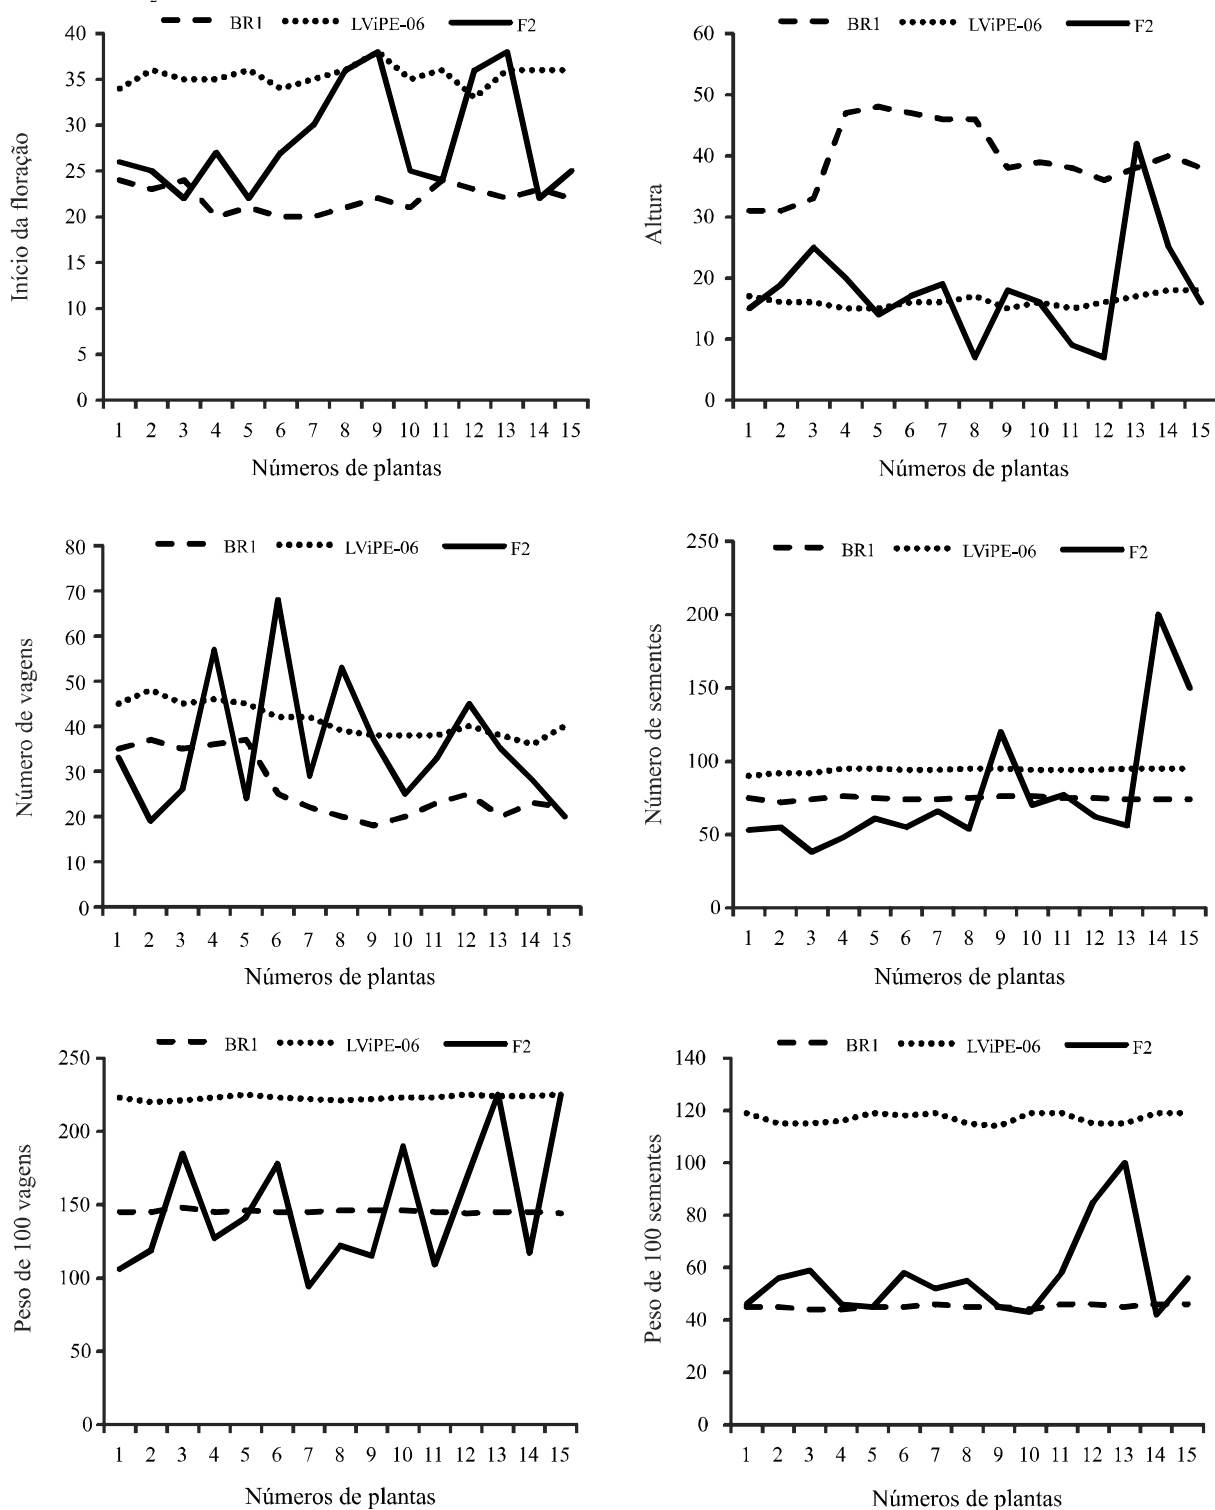 2
BR1 LViPE-06 F2
40
35
30
25
20
15
10
5
0
Início da floração
1 2 3 4 5 6 7 8 9 10 11 12 13 14 15
Números de plantas
BR1 LViPE-06 F2
60
50
40
30
20
10
0
Altura
1 2 3 4 5 6 7 8 9 10 11 12 13 14 15
Números de plantas
BR1 LViPE-06 F2
80
70
60
50
40
30
20
10
0
Número de vagens
1 2 3 4 5 6 7 8 9 10 11 12 13 14 15
Números de plantas
BR1 LViPE-06 F2
250
200
150
100
50
0
Número de sementes
1 2 3 4 5 6 7 8 9 10 11 12 13 14 15
Números de plantas
BR1 LViPE-06 F2
250
200
150
100
50
0
Peso de 100 vagens
1 2 3 4 5 6 7 8 9 10 11 12 13 14 15
Números de plantas
BR1 LViPE-06 F2
140
120
100
80
60
40
20
0
Peso de 100 sementes
1 2 3 4 5 6 7 8 9 10 11 12 13 14 15
Números de plantas